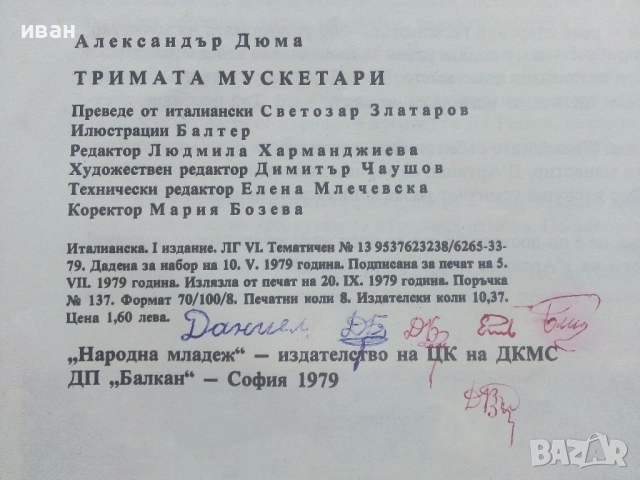 иван
Александър Дюма
ТРИМАТА МУСКЕТАРИ
Преведе от италиански Светозар Златаров
Илюстрации Балтер
Редактор Людмила Харманджиева
Художествен редактор Димитър Чаушов
Технически редактор Елена Млечевска
Коректор Мария Бозева
Италианска. I издание. ЛГ VI. Тематичен № 13 9537623238/6265-33-
79. Дадена за набор на 10. V. 1979 година. Подписана за печат на 5.
VII. 1979 година. Излязла от печат на 20. IX. 1979 година. Поръчка
№ 137. Формат 70/100/8. Печатни коли 8. Издателски коли 10,37.
Цена 1,60 лева.
Даниел
„Народна младеж“ – издателство на ЦК на ДКМС
ДП „Балкан“ – София 1979
BAZAR